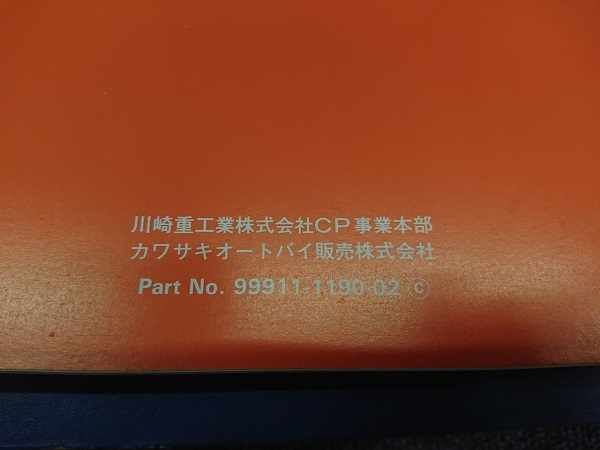 川崎重工業株式会社CP事業本部
カワサキオートバイ販売株式会社
Part No. 99911-1190-02 ©